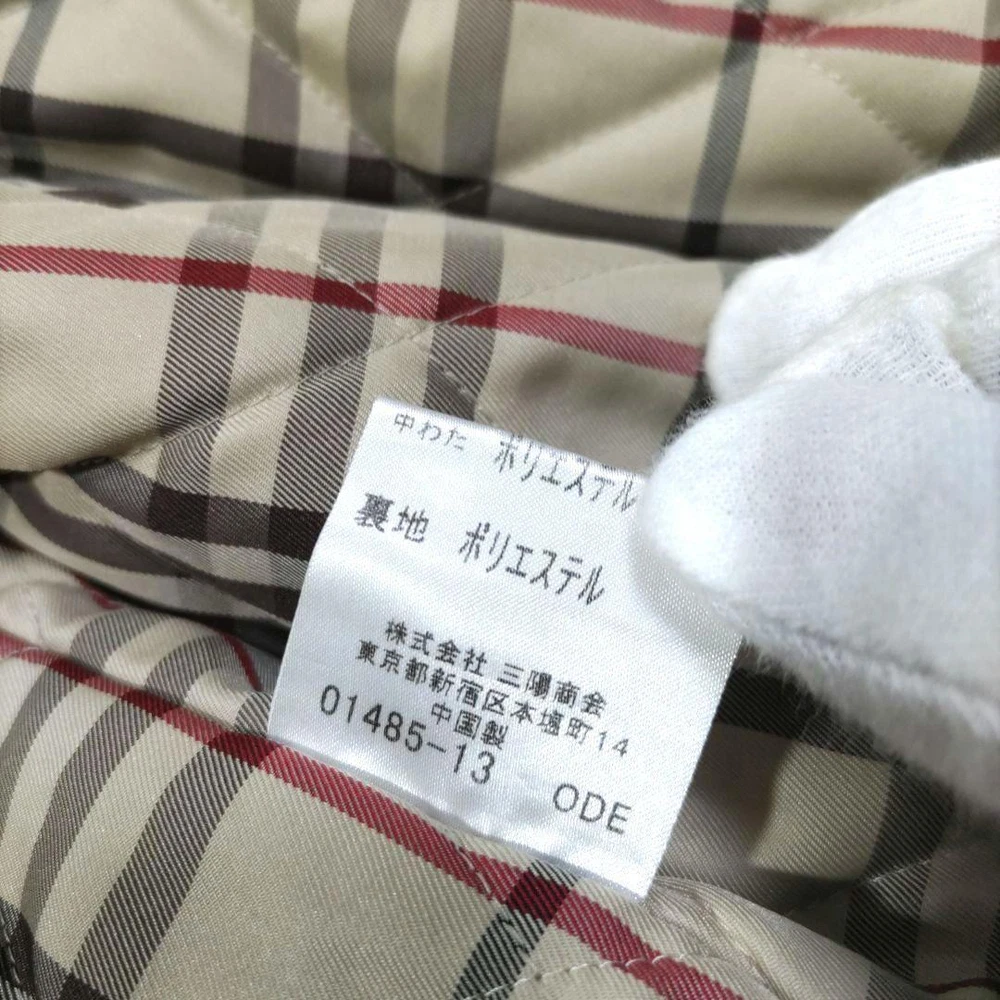 中わた ポリエステル
裏地 ポリエステル
株式会社 三陽商会
東京都新宿区本塩町14
中国製
01485-13 ODE